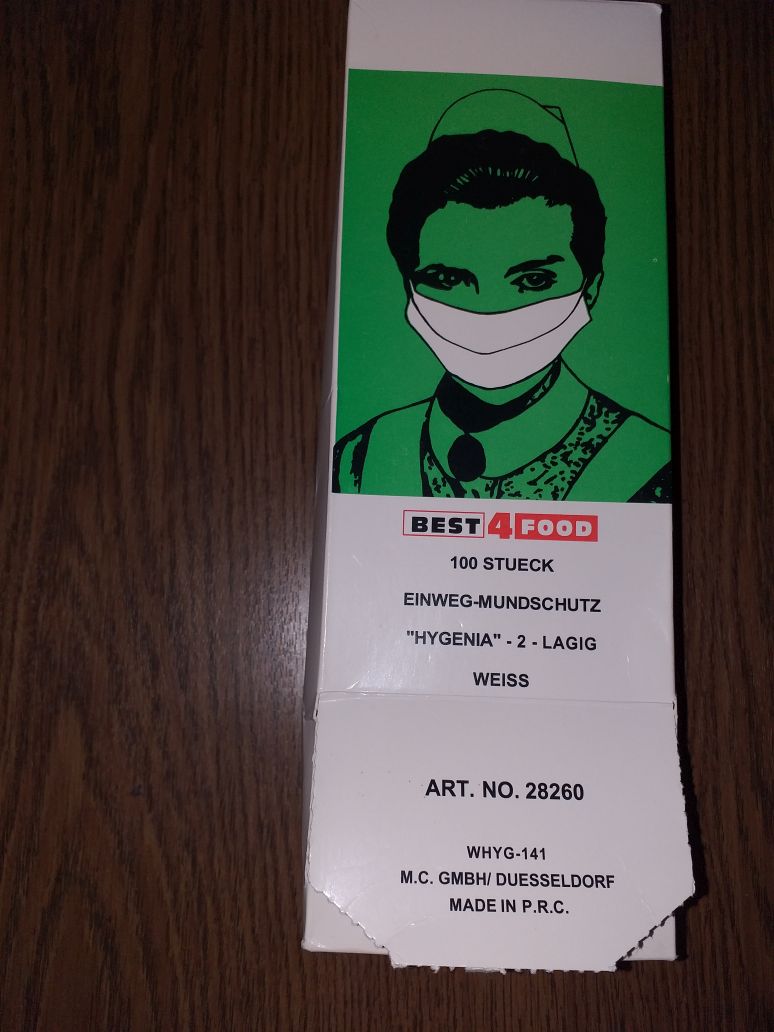 BEST 4 FOOD
100 STUECK
EINWEG-MUNDSCHUTZ
"HYGENIA" - 2 - LAGIG
WEISS
ART. NO. 28260
WHYG-141
M.C. GMBH/ DUESSELDORF
MADE IN P.R.C.